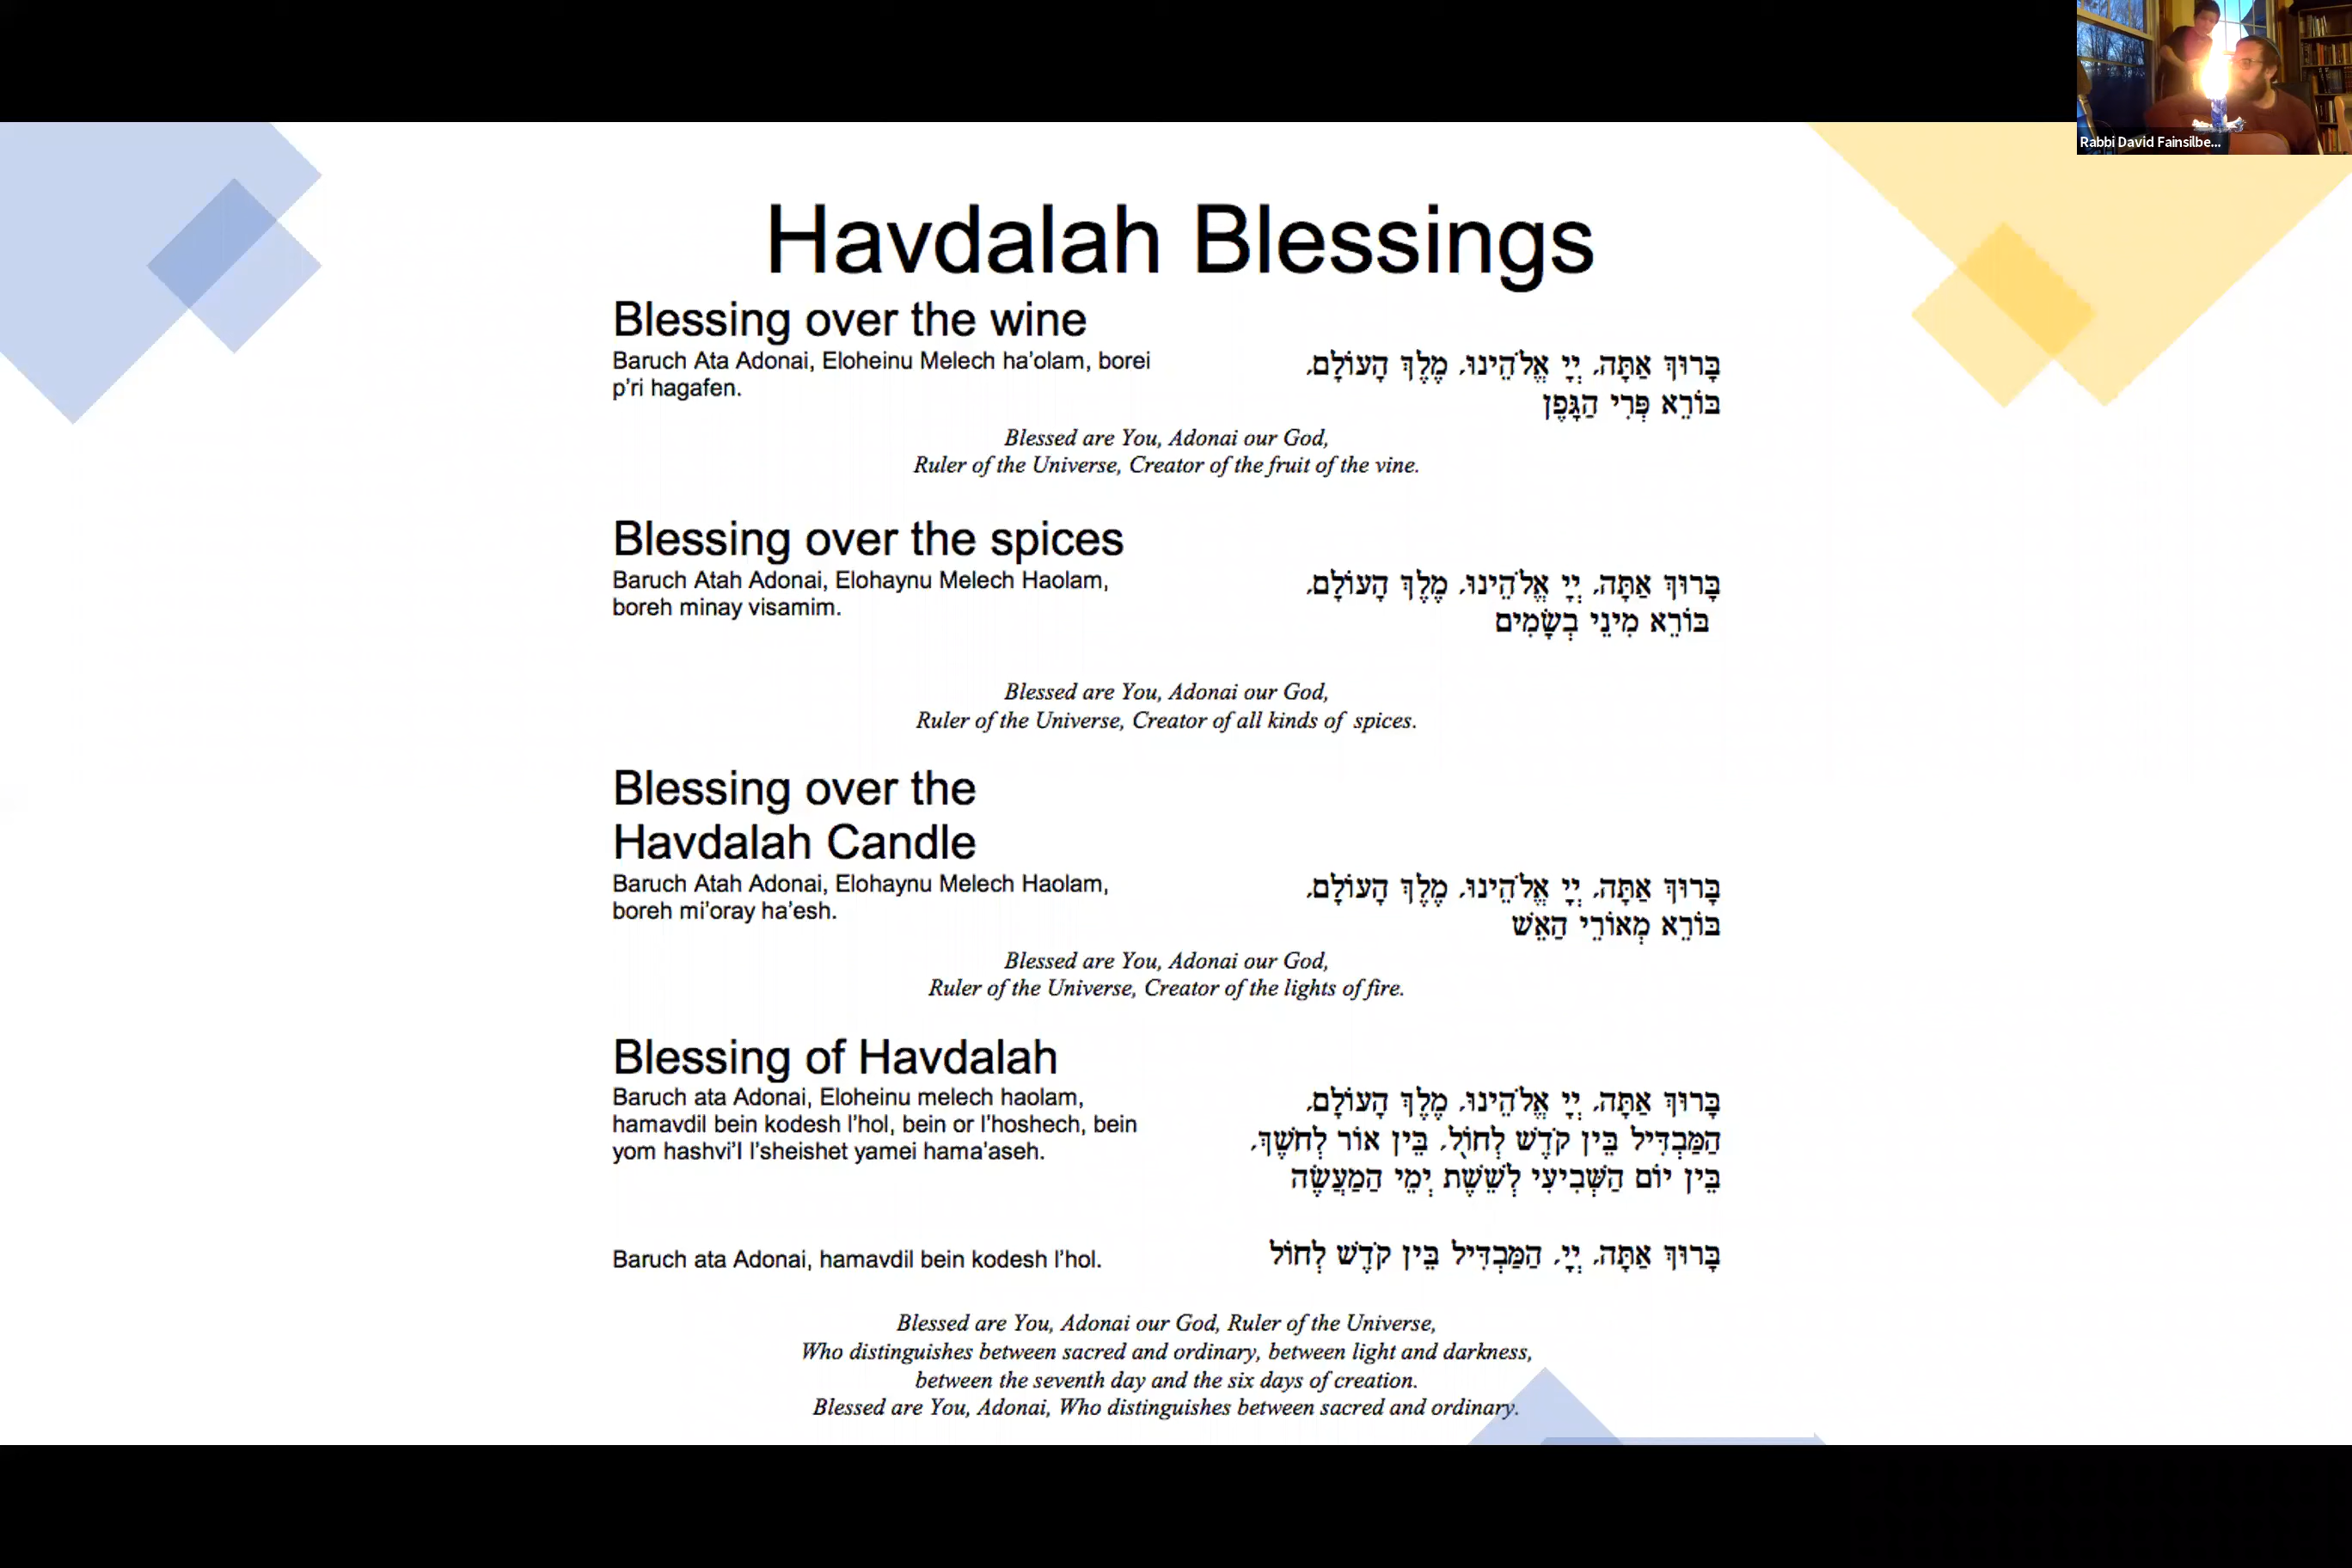 Rabbi David Fainsilbe...
Havdalah Blessings
Blessing over the wine
Baruch Ata Adonai, Eloheinu Melech ha'olam, borei
p'ri hagafen.
בָּרוּךְ אַתָּה, יְיָ אֱלֹהֵינוּ, מֶלֶךְ הָעוֹלָם,
בּוֹרֵא פְּרִי הַגָּפֶן
Blessed are You, Adonai our God,
Ruler of the Universe, Creator of the fruit of the vine.
Blessing over the spices
Baruch Atah Adonai, Elohaynu Melech Haolam,
boreh minay visamim.
בָּרוּךְ אַתָּה, יְיָ אֱלֹהֵינוּ, מֶלֶךְ הָעוֹלָם,
בּוֹרֵא מִינֵי בְשָׂמִים
Blessed are You, Adonai our God,
Ruler of the Universe, Creator of all kinds of spices.
Blessing over the
Havdalah Candle
Baruch Atah Adonai, Elohaynu Melech Haolam,
boreh mi'oray ha'esh.
בָּרוּךְ אַתָּה, יְיָ אֱלֹהֵינוּ, מֶלֶךְ הָעוֹלָם,
בּוֹרֵא מְאוֹרֵי הָאֵשׁ
Blessed are You, Adonai our God,
Ruler of the Universe, Creator of the lights of fire.
Blessing of Havdalah
Baruch ata Adonai, Eloheinu melech haolam,
hamavdil bein kodesh l'hol, bein or l'hoshech, bein
yom hashvi'I l'sheishet yamei hama'aseh.
בָּרוּךְ אַתָּה, יְיָ אֱלֹהֵינוּ, מֶלֶךְ הָעוֹלָם,
הַמַּבְדִּיל בֵּין קֹדֶשׁ לְחוֹל, בֵּין אוֹר לְחֹשֶׁךְ,
בֵּין יוֹם הַשְּׁבִיעִי לְשֵׁשֶׁת יְמֵי הַמַּעֲשֶׂה
Baruch ata Adonai, hamavdil bein kodesh l'hol.
בָּרוּךְ אַתָּה, יְיָ, הַמַּבְדִּיל בֵּין קֹדֶשׁ לְחוֹל
Blessed are You, Adonai our God, Ruler of the Universe,
Who distinguishes between sacred and ordinary, between light and darkness,
between the seventh day and the six days of creation.
Blessed are You, Adonai, Who distinguishes between sacred and ordinary.